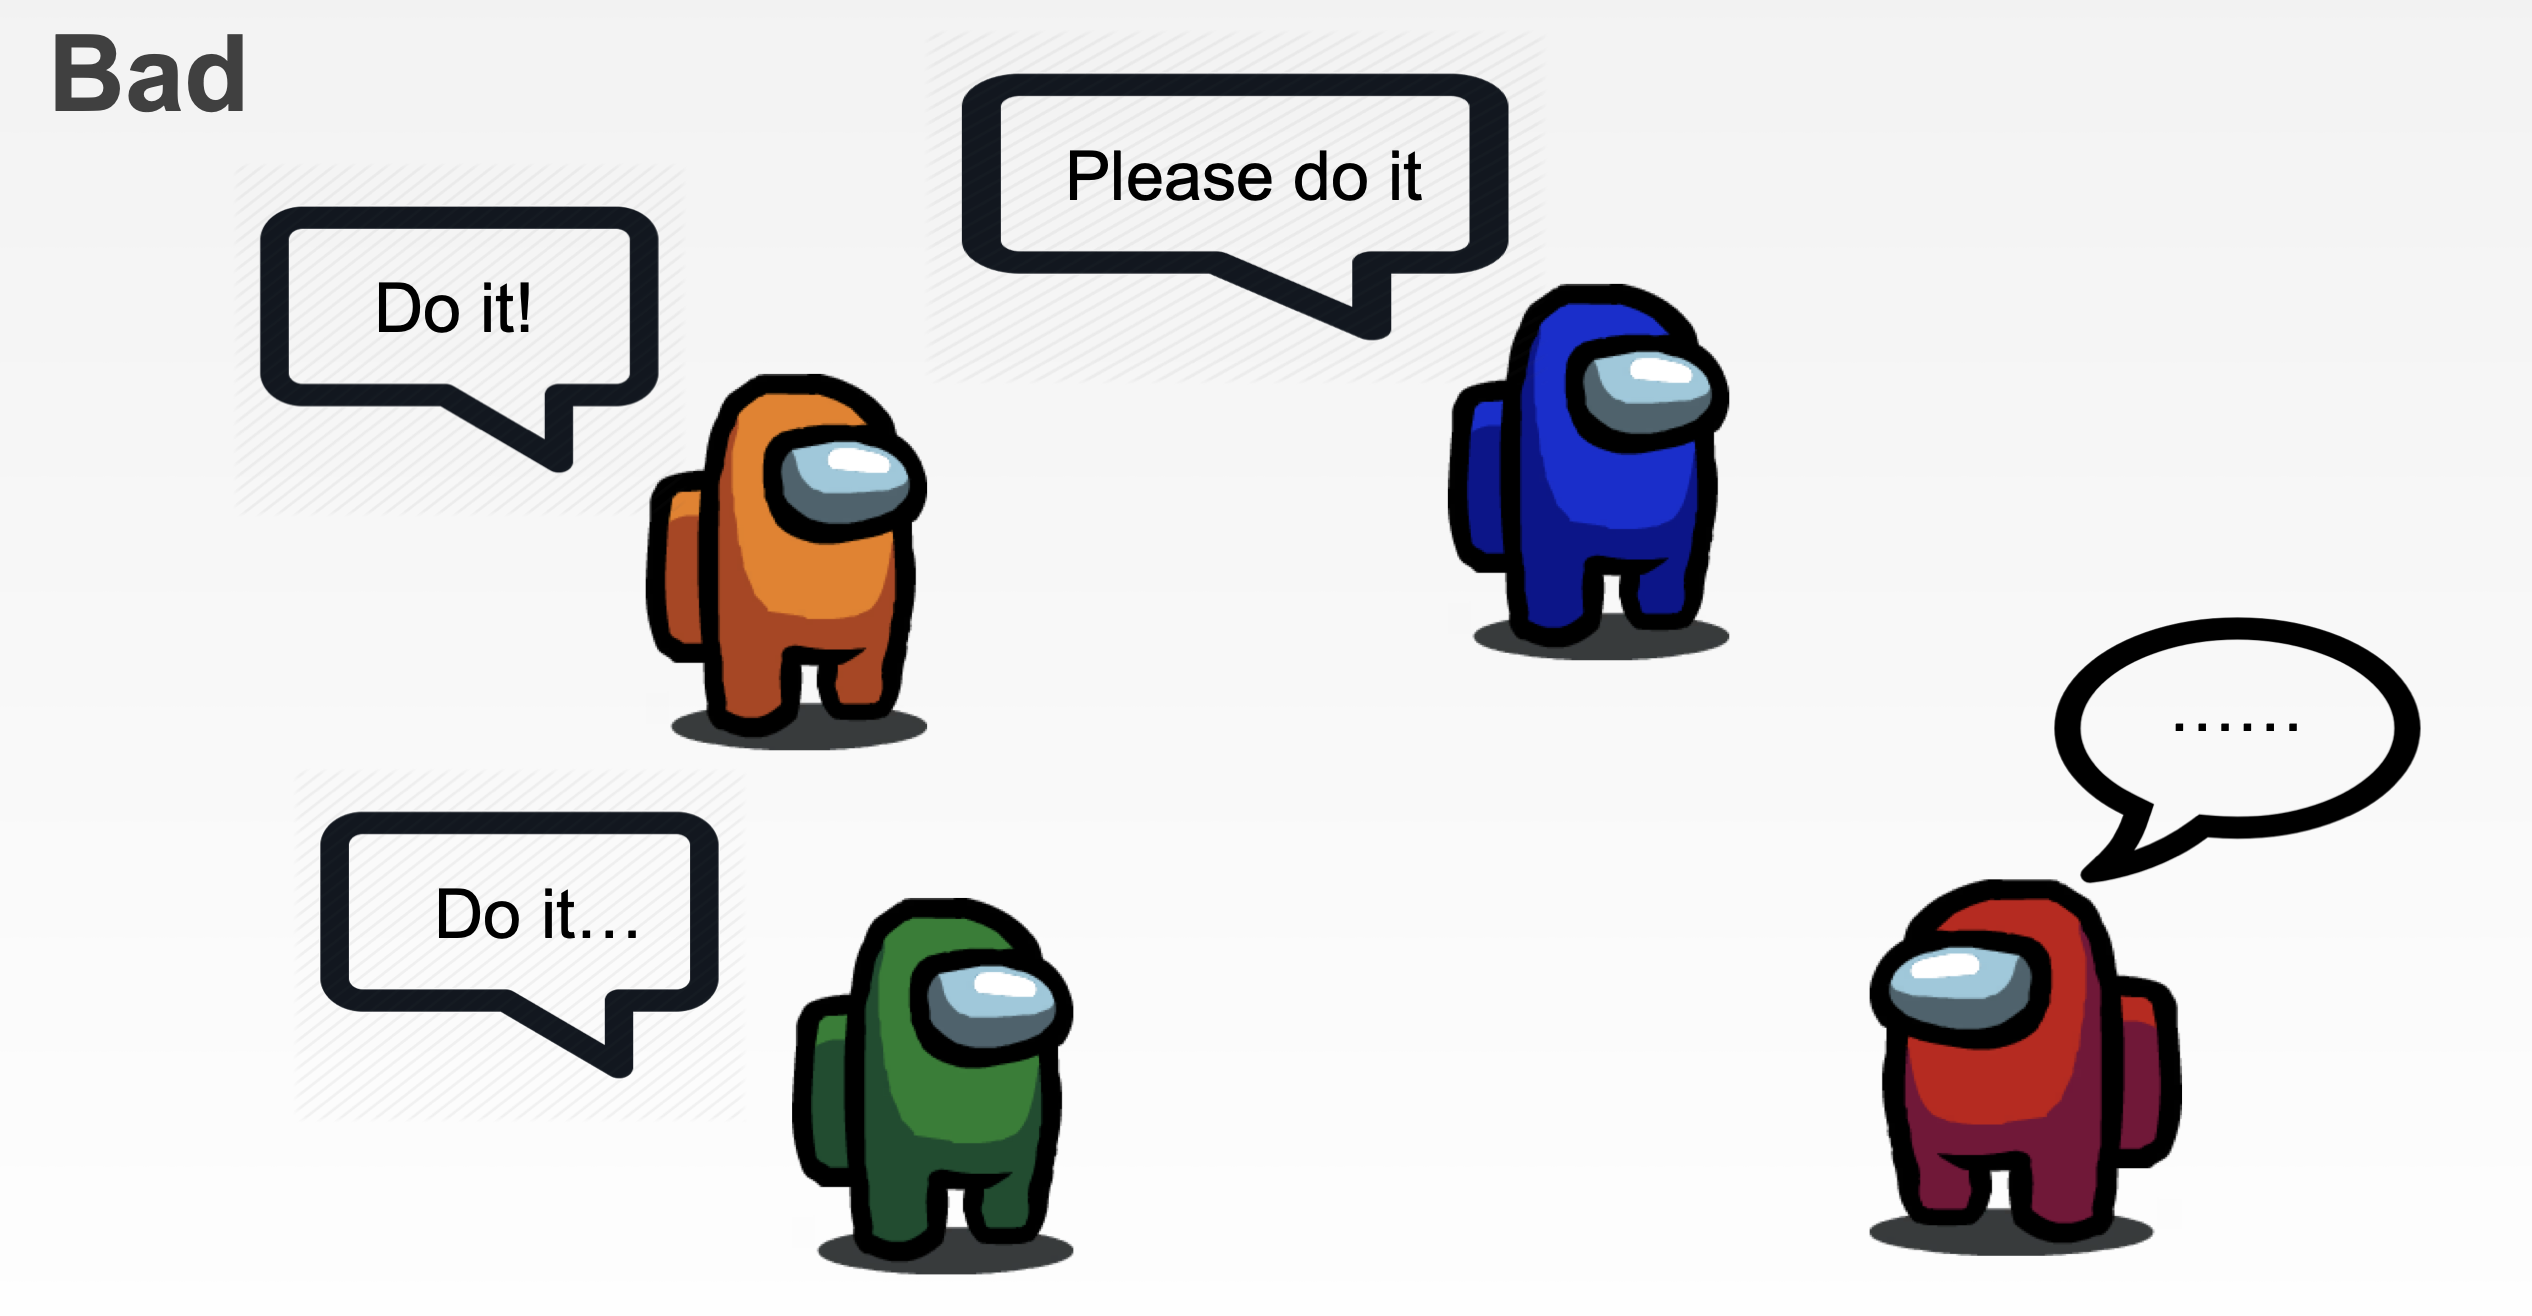 Bad
Please do it
Do it!
......
Do it...